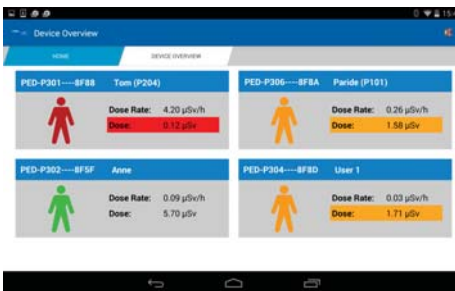 15:4
Device Overview
HOME
DEVICE OVERVIEW
PED-P301----8F88 Tom (P204)
Dose Rate: 4.20 µSv/h
Dose: 0.12 µSv
PED-P306----8F8A Paride (P101)
Dose Rate: 0.26 µSv/h
Dose: 1.58 µSv
PED-P302----8F5F Anne
Dose Rate: 0.09 µSv/h
Dose: 5.70 µSv
PED-P304----8F8D User 1
Dose Rate: 0.03 µSv/h
Dose: 1.71 µSv